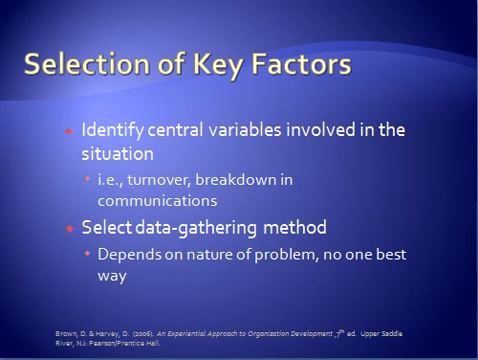 Selection of Key Factors
Identify central variables involved in the
situation
i.e., turnover, breakdown in
communications
Select data-gathering method
Depends on nature of problem, no one best
way
Brown, D. & Harvey, D. (2006). An Experiential Approach to Organization Development ,7th ed. Upper Saddle
River, NJ: Pearson/Prentice Hall.